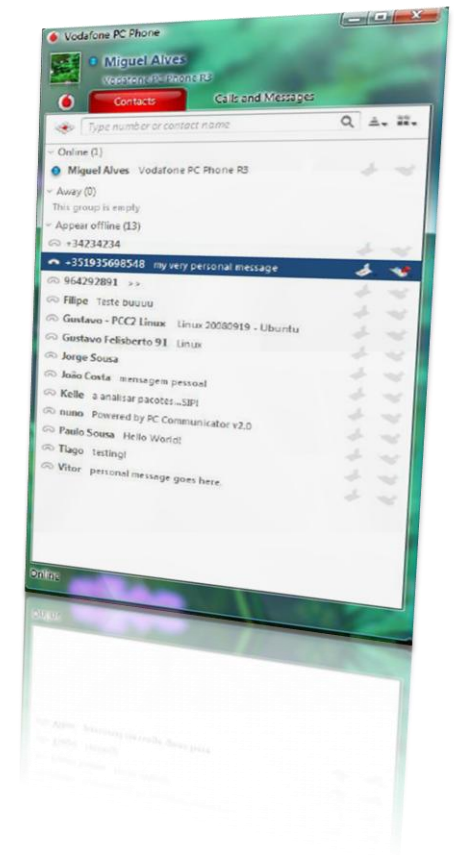 Vodafone PC Phone
Miguel Alves
Vodafone PC Phone R3
Contacts Calls and Messages
Type number or contact name
Online (1)
Miguel Alves Vodafone PC Phone R3
Away (0)
This group is empty
Appear offline (13)
+34234234
+351935698548 my very personal message
964292891 >>
Filipe Teste buuuu
Gustavo - PCC2 Linux Linux 20080919 - Ubuntu
Gustavo Felisberto 91 Linux
Jorge Sousa
João Costa mensagem pessoal
Kelle a analisar pacotes...SIP!
nuno Powered by PC Communicator v2.0
Paulo Sousa Hello World!
Tiago testing!
Vitor personal message goes here.
Online